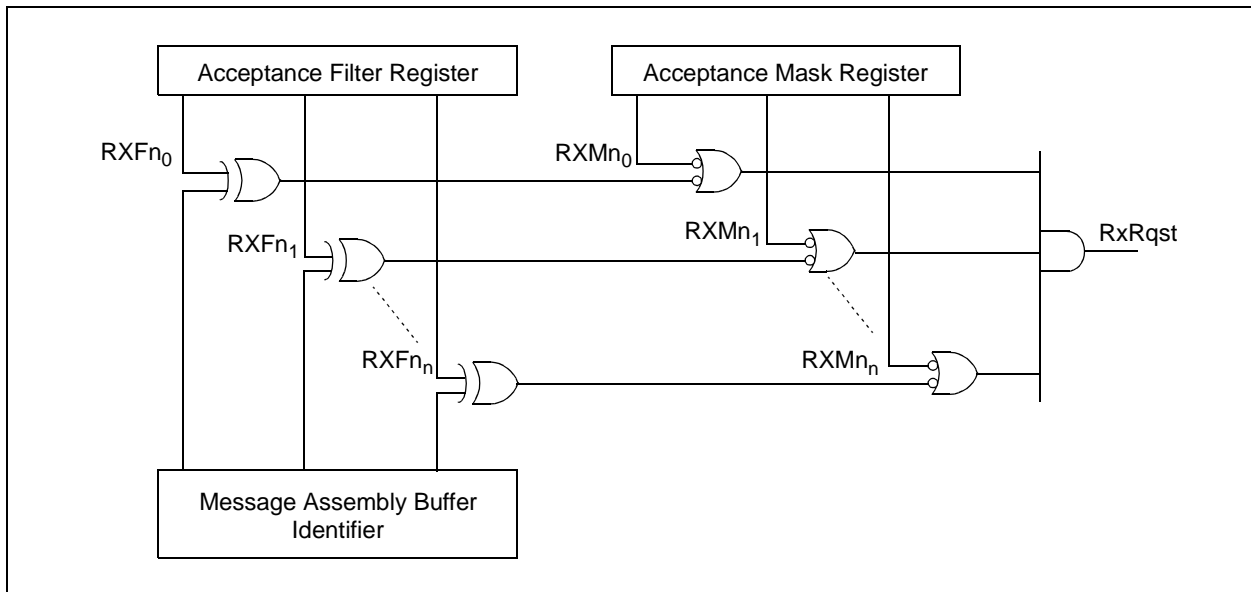 Acceptance Filter Register
Acceptance Mask Register
RXFn0
RXMn0
RXFn1
RXMn1
RxRqst
RXFnn
RXMnn
Message Assembly Buffer
Identifier